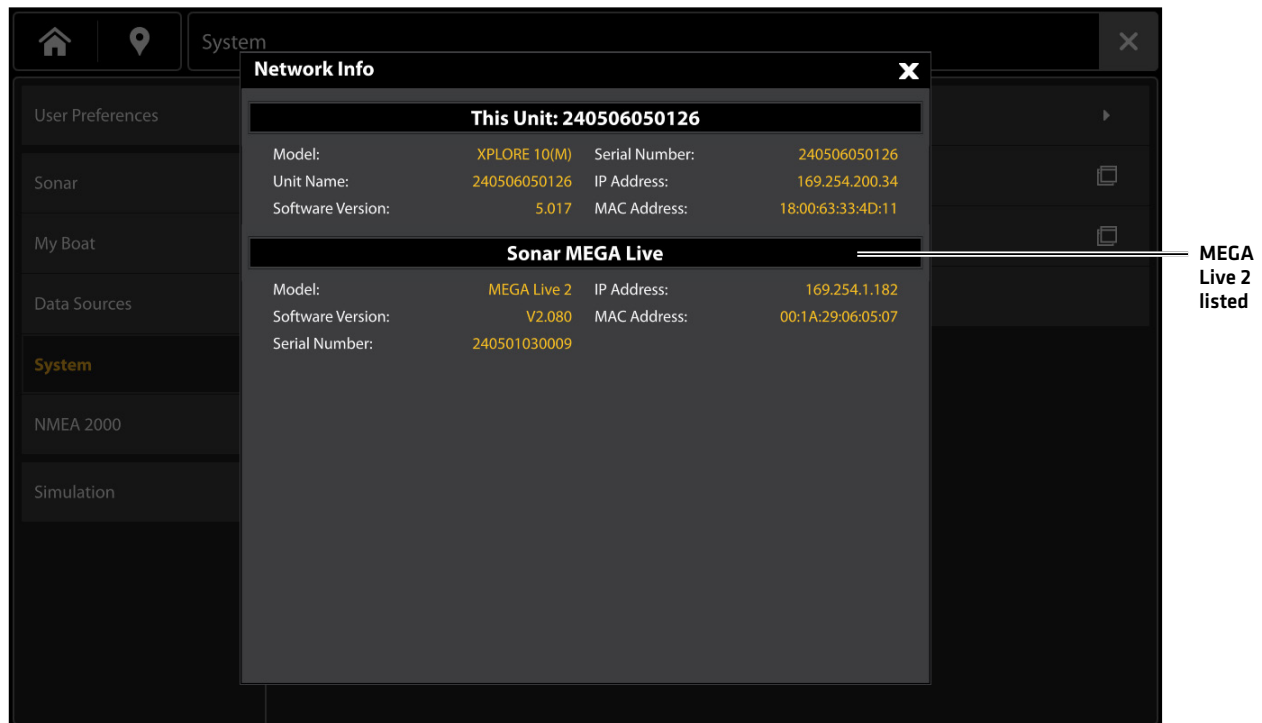 System
Network Info
X
This Unit: 240506050126
Model: XPLORE 10(M) Serial Number: 240506050126
Unit Name: 240506050126 IP Address: 169.254.200.34
Software Version: 5.017 MAC Address: 18:00:63:33:4D:11
Sonar MEGA Live
Model: MEGA Live 2 IP Address: 169.254.1.182
Software Version: V2.080 MAC Address: 00:1A:29:06:05:07
Serial Number: 240501030009
User Preferences
Sonar
My Boat
Data Sources
System
NMEA 2000
Simulation
MEGA
Live 2
listed